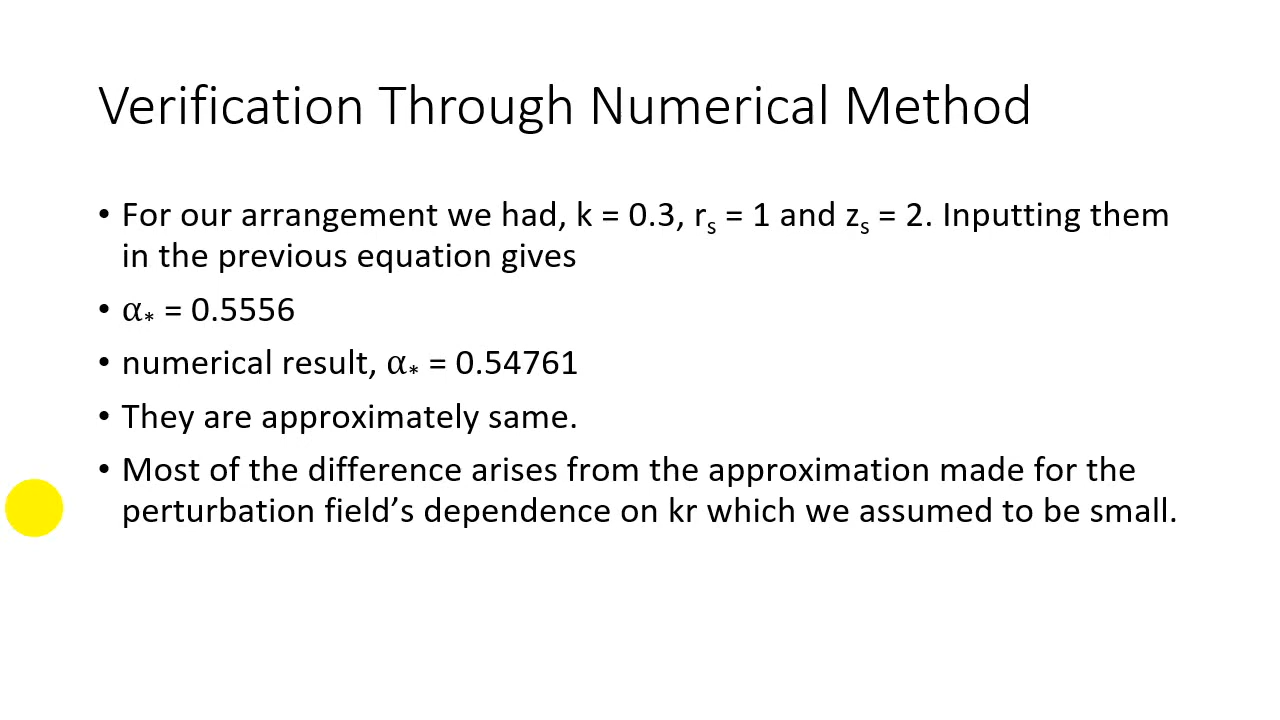 Verification Through Numerical Method
• For our arrangement we had, k = 0.3, rₛ = 1 and zₛ = 2. Inputting them
in the previous equation gives
• α* = 0.5556
• numerical result, α* = 0.54761
• They are approximately same.
• Most of the difference arises from the approximation made for the
perturbation field’s dependence on kr which we assumed to be small.